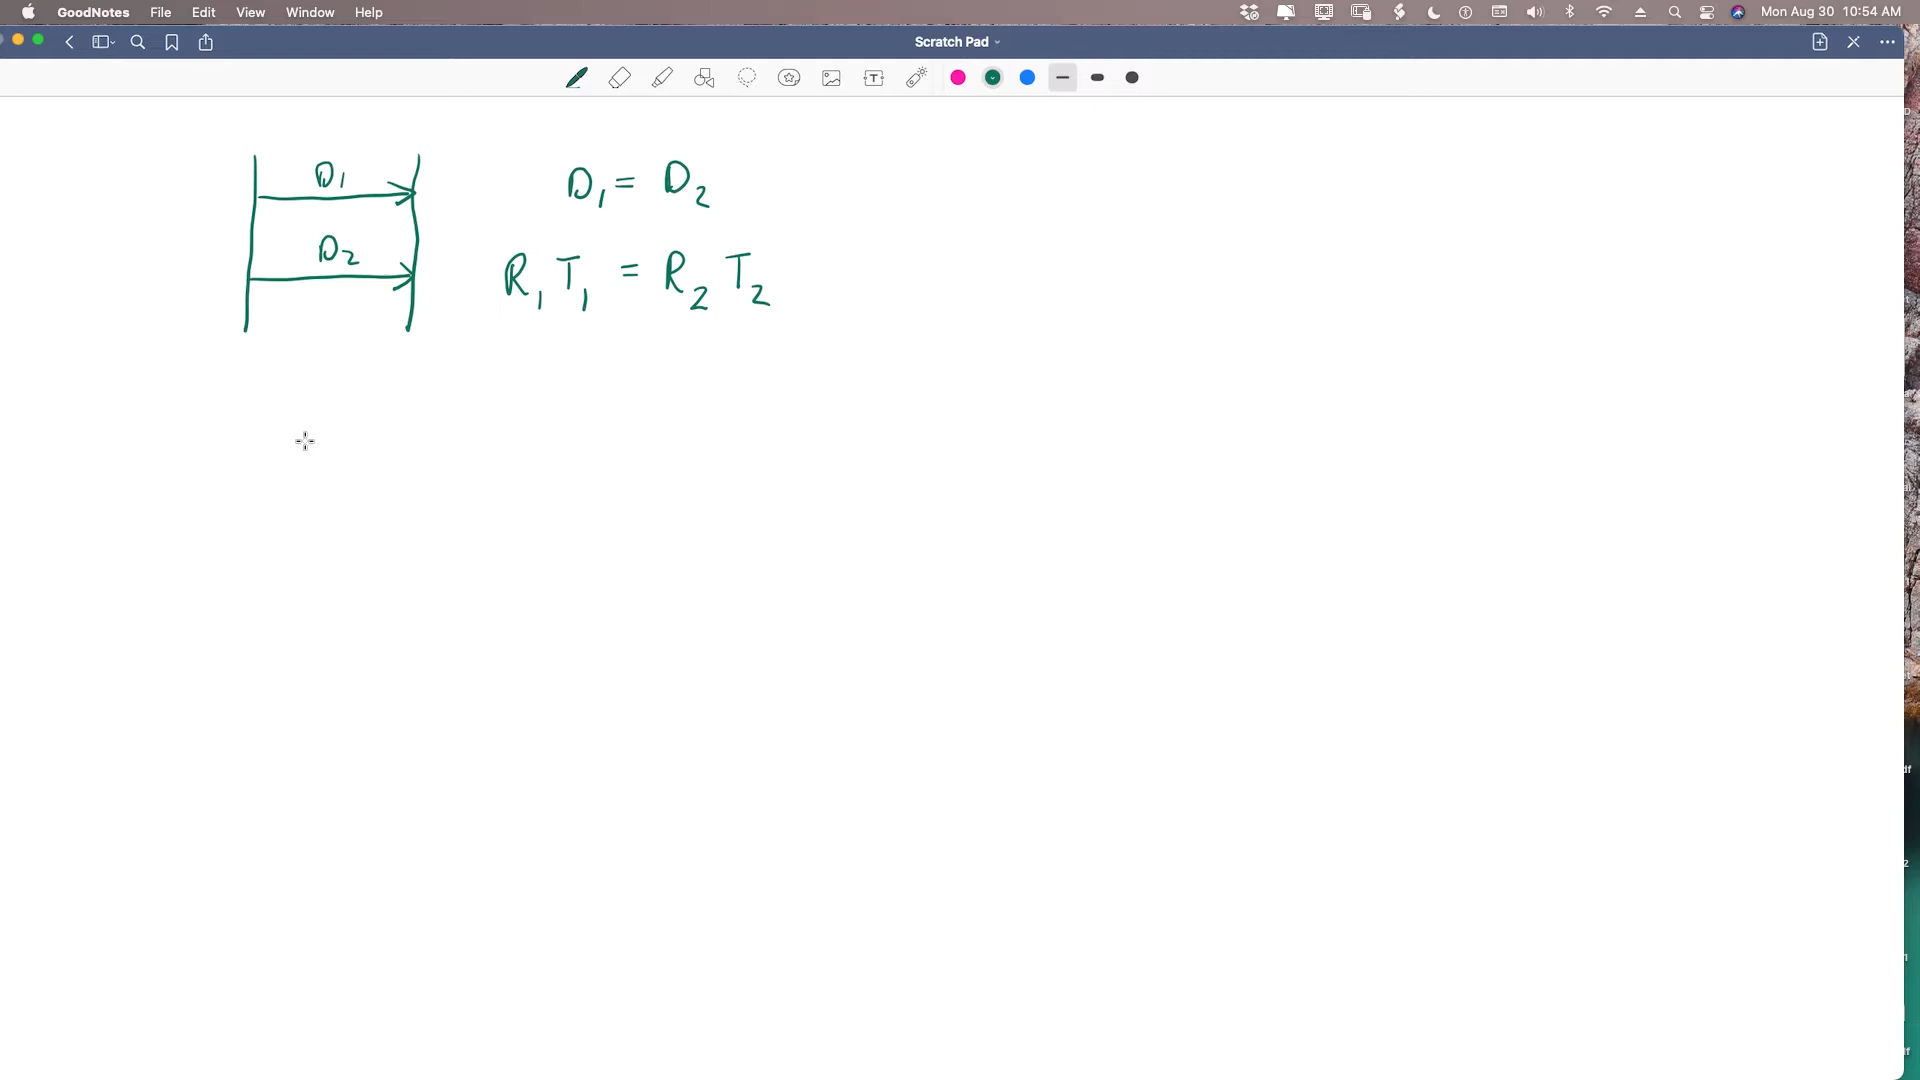 GoodNotes File Edit View Window Help Mon Aug 30 10:54 AM
Scratch Pad
D₁
D₁ = D₂
D₂
R₁ T₁ = R₂ T₂